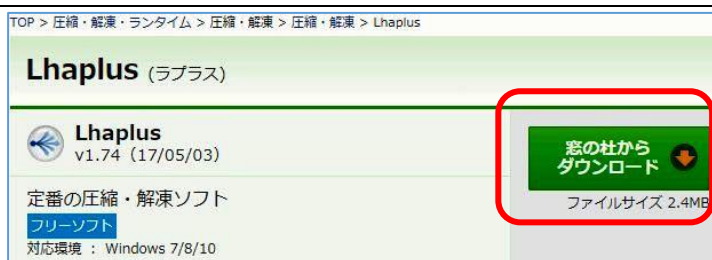 TOP > 圧縮・解凍・ランタイム > 圧縮・解凍 > 圧縮・解凍 > Lhaplus
Lhaplus (ラプラス)
Lhaplus
v1.74 (17/05/03)
窓の杜から
ダウンロード
ファイルサイズ 2.4MB
定番の圧縮・解凍ソフト
フリーソフト
対応環境 : Windows 7/8/10